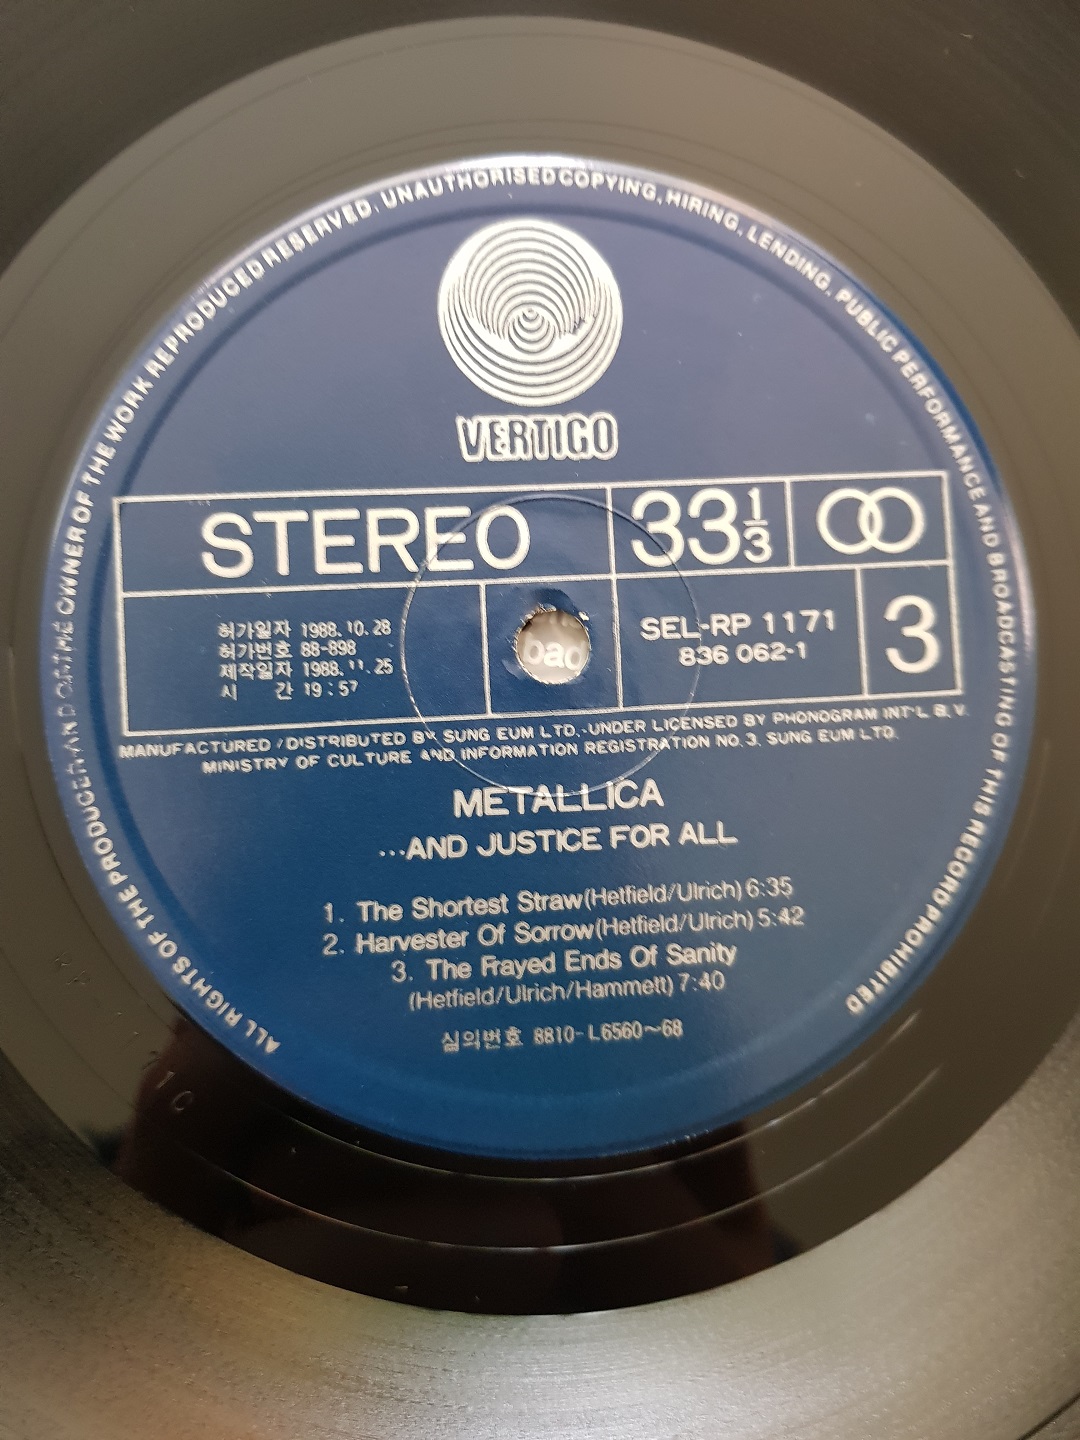 ALL RIGHTS OF THE PRODUCER AND OF THE OWNER OF THE WORK REPRODUCED RESERVED. UNAUTHORISED COPYING, HIRING, LENDING, PUBLIC PERFORMANCE AND BROADCASTING OF THIS RECORD PROHIBITED
VERTIGO
STEREO
33 1/3
허가일자 1988. 10. 28
허가번호 88-898
제작일자 1988. 11. 25
시 간 19 : 57
bad
SEL-RP 1171
836 062-1
3
MANUFACTURED / DISTRIBUTED BY SUNG EUM LTD.-UNDER LICENSED BY PHONOGRAM INT'L B.V.
MINISTRY OF CULTURE AND INFORMATION REGISTRATION NO. 3. SUNG EUM LTD.
METALLICA
...AND JUSTICE FOR ALL
1. The Shortest Straw(Hetfield/Ulrich) 6:35
2. Harvester Of Sorrow(Hetfield/Ulrich) 5:42
3. The Frayed Ends Of Sanity
(Hetfield/Ulrich/Hammett) 7:40
심의번호 8810-L6560~68
1C